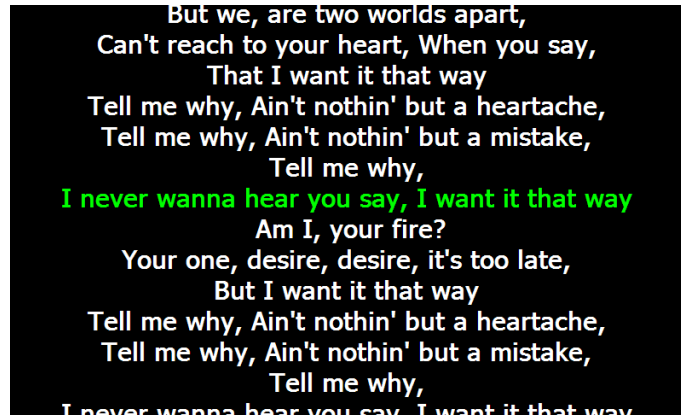 But we, are two worlds apart,
Can't reach to your heart, When you say,
That I want it that way
Tell me why, Ain't nothin' but a heartache,
Tell me why, Ain't nothin' but a mistake,
Tell me why,
I never wanna hear you say, I want it that way
Am I, your fire?
Your one, desire, desire, it's too late,
But I want it that way
Tell me why, Ain't nothin' but a heartache,
Tell me why, Ain't nothin' but a mistake,
Tell me why,
I never wanna hear you say, I want it that way